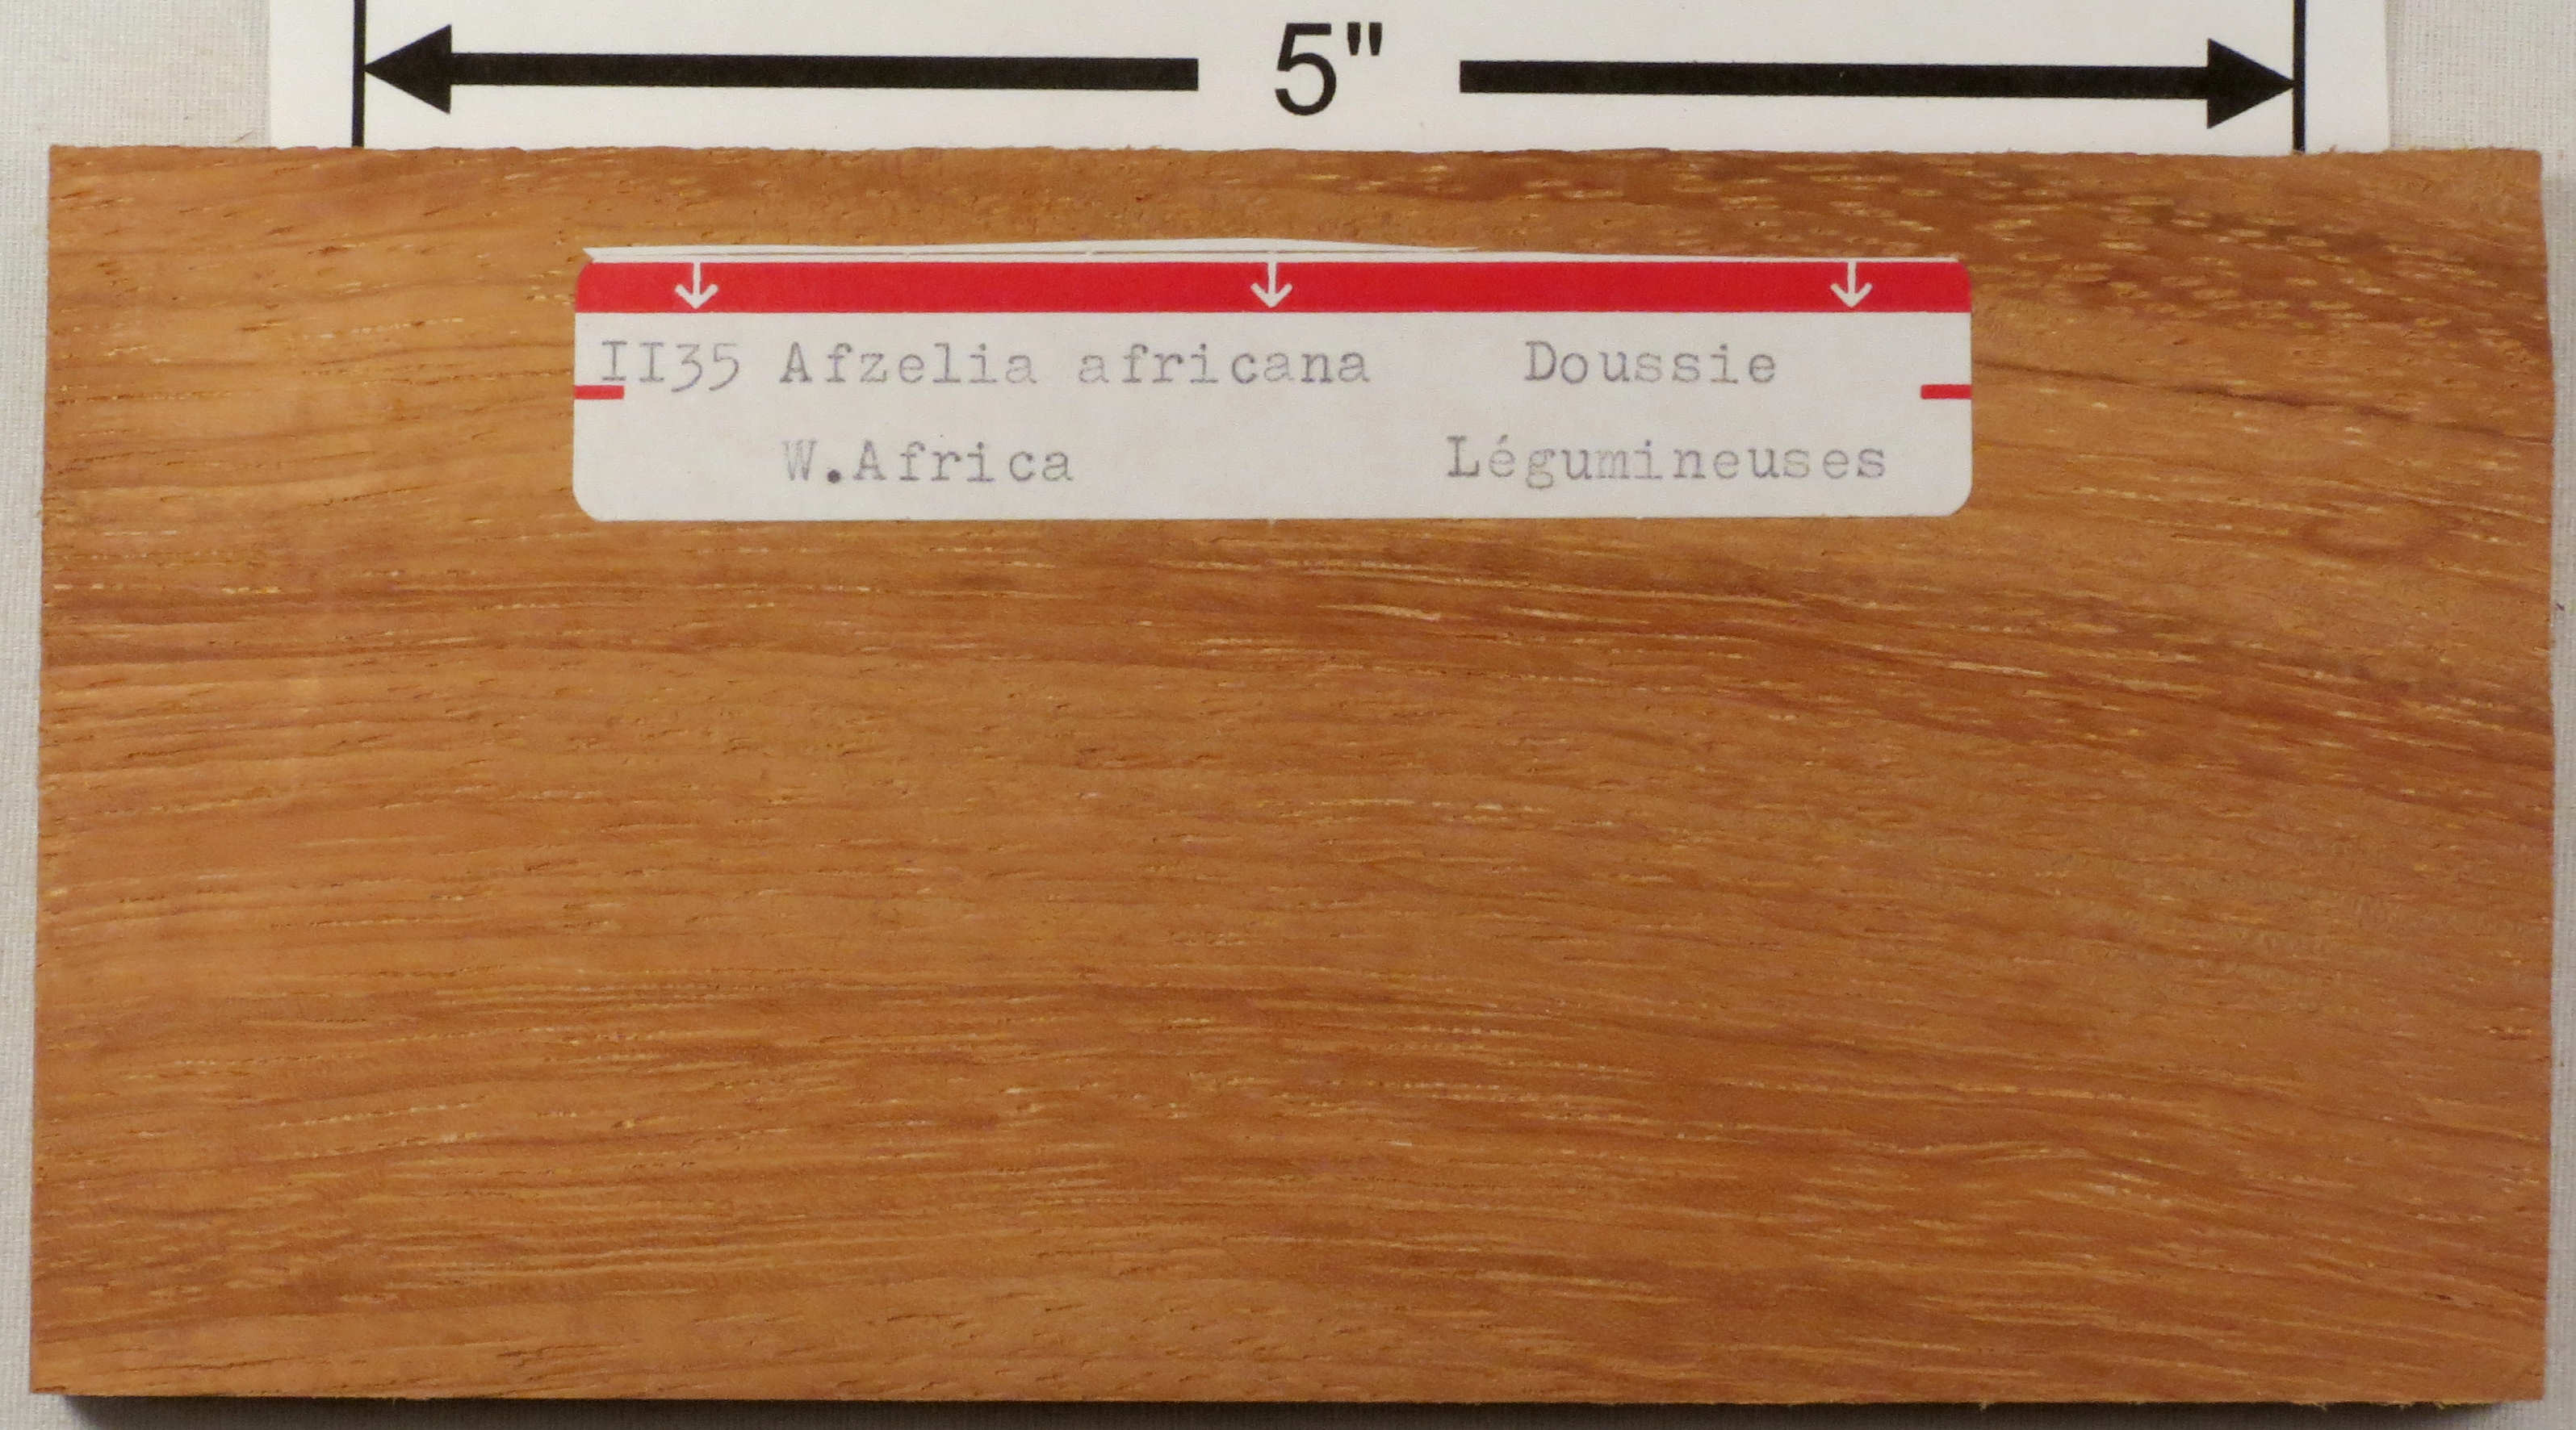 5"
II35 Afzelia africana Doussie
W.Africa Légumineuses